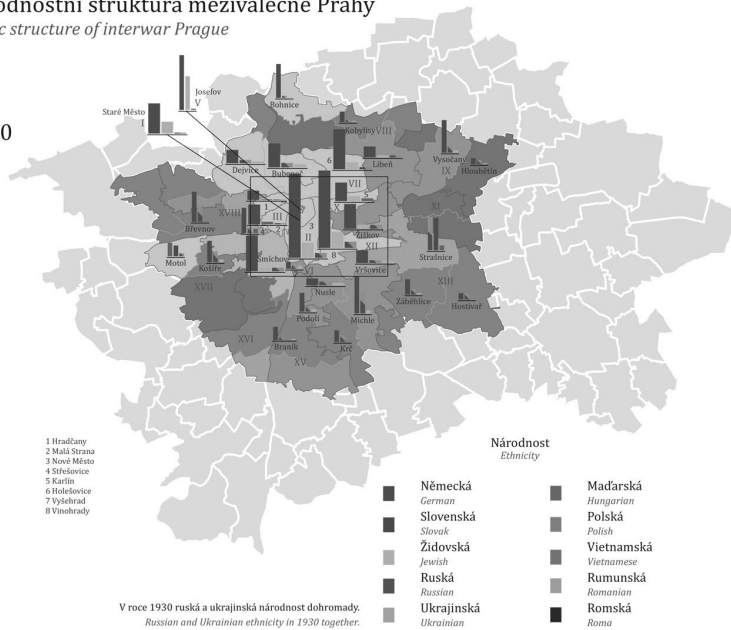 odnostní struktura meziválečné Prahy
c structure of interwar Prague
0
Josefov
V
Staré Město
I
Bohnice
Kobylisy
VIII
Vysočany
IX
Hloubětín
Libeň
6
Dejvice
Bubeneč
VII
5
X
XI
Břevnov
XVIII
1
III
2
IV
4
3
II
Žižkov
XII
8
Strašnice
Motol
Košíře
Smíchov
VI
Vršovice
XIII
XVII
Nusle
Podolí
Michle
Záběhlice
Hostivař
XVI
Braník
Krč
XV
1 Hradčany
2 Malá Strana
3 Nové Město
4 Střešovice
5 Karlín
6 Holešovice
7 Vyšehrad
8 Vinohrady
Národnost
Ethnicity
Německá
German
Slovenská
Slovak
Židovská
Jewish
Ruská
Russian
Ukrajinská
Ukrainian
Maďarská
Hungarian
Polská
Polish
Vietnamská
Vietnamese
Rumunská
Romanian
Romská
Roma
V roce 1930 ruská a ukrajinská národnost dohromady.
Russian and Ukrainian ethnicity in 1930 together.